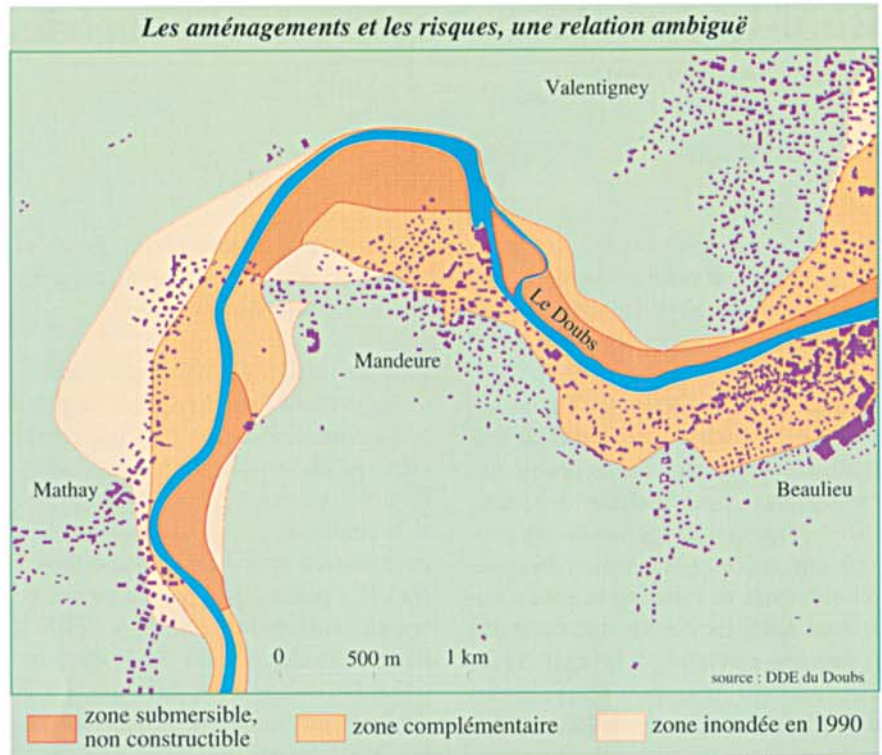 Les aménagements et les risques, une relation ambiguë
Valentigney
Le Doubs
Mandeure
Mathay
Beaulieu
0 500 m 1 km
source : DDE du Doubs
zone submersible,
non constructible
zone complémentaire
zone inondée en 1990